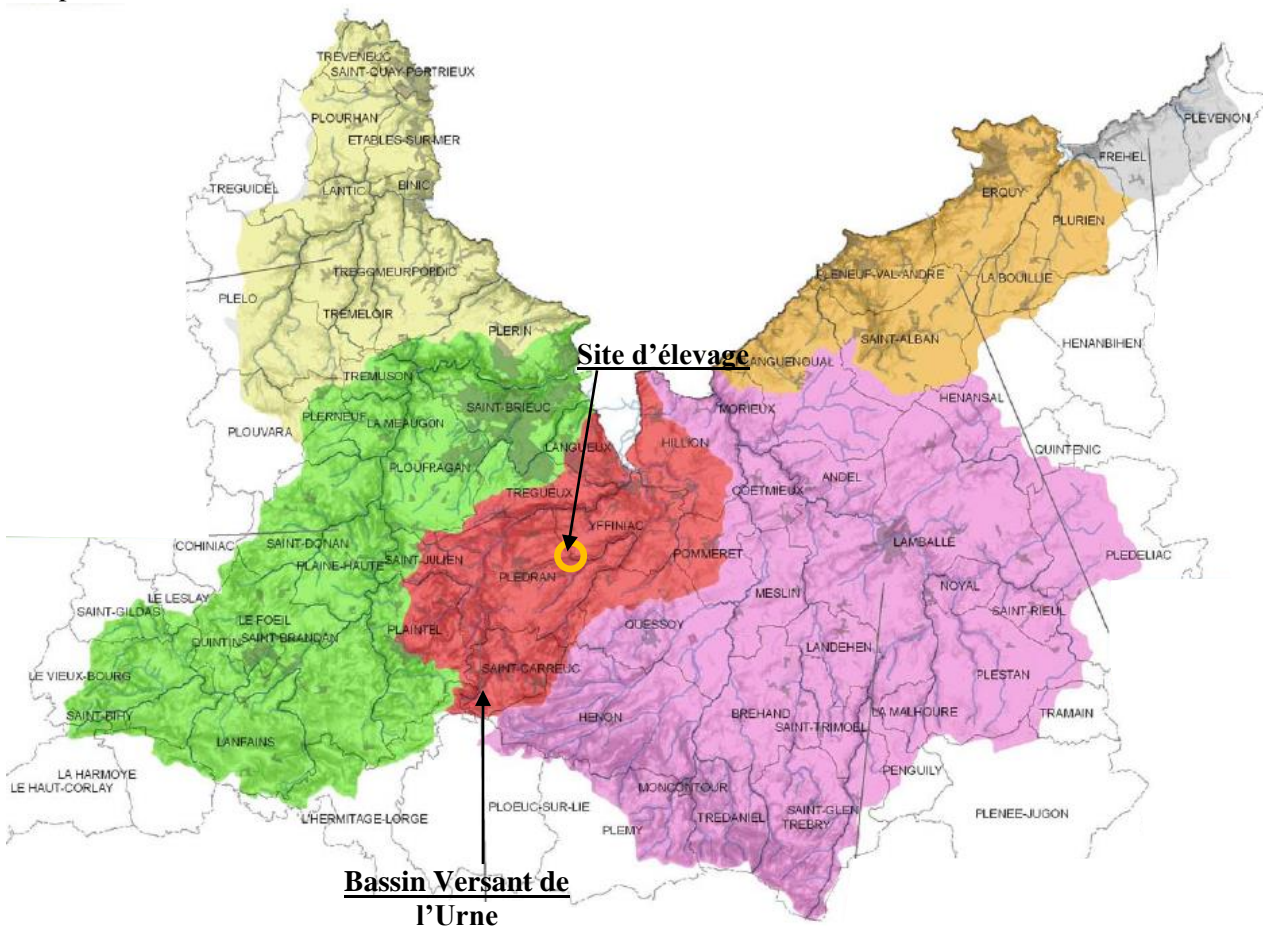 TREVENEUC
SAINT-QUAY-PORTRIEUX
PLOURHAN
ETABLES-SUR-MER
TREGUIDEL
LANTIC
BINIC
PLELO
PORDIC
TREMELOIR
PLERIN
PLEVENON
FREHEL
ERQUY
PLURIEN
PLENEUF-VAL-ANDRE
LA BOUILLIE
SAINT-ALBAN
HENANBIHEN
Site d'élevage
LANGUENOUAL
TREMUSON
PLERNEUF
LA MEAUGON
SAINT-BRIEUC
PLOUVARA
PLOUFRAGAN
LANGUEUX
HILLION
MORIEUX
HENANSAL
QUINTENIC
TREGUEUX
COETMIEUX
ANDEL
YFFINIAC
COHINIAC
SAINT-DONAN
PLAINE-HAUTE
SAINT-JULIEN
PLEDRAN
POMMERET
LAMBALLE
PLEDELIAC
LE LESLAY
SAINT-GILDAS
LE FOEIL
QUINTIN
SAINT-BRANDAN
PLAINTEL
QUESSOY
MESLIN
NOYAL
SAINT-RIEUL
LANDEHEN
LE VIEUX-BOURG
SAINT-CARREUC
PLESTAN
SAINT-BIHY
LANFAINS
HENON
BREHAND
SAINT-TRIMOEL
LA MALHOURE
TRAMAIN
LA HARMOYE
LE HAUT-CORLAY
PENGUILY
L'HERMITAGE-LORGE
PLOEUC-SUR-LIE
MONCONTOUR
PLEMY
TREDANIEL
SAINT-GLEN
TREBRY
PLENEE-JUGON
Bassin Versant de
l'Urne